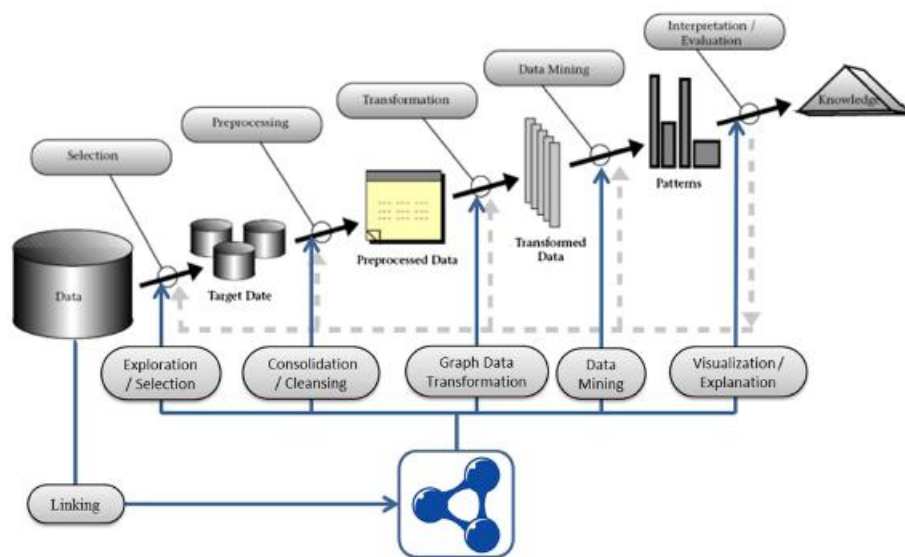 Interpretation /
Evaluation
Data Mining
Knowledge
Transformation
Preprocessing
Patterns
Selection
Transformed
Data
Preprocessed Data
Target Date
Data
Exploration
/ Selection
Consolidation
/ Cleansing
Graph Data
Transformation
Data
Mining
Visualization /
Explanation
Linking